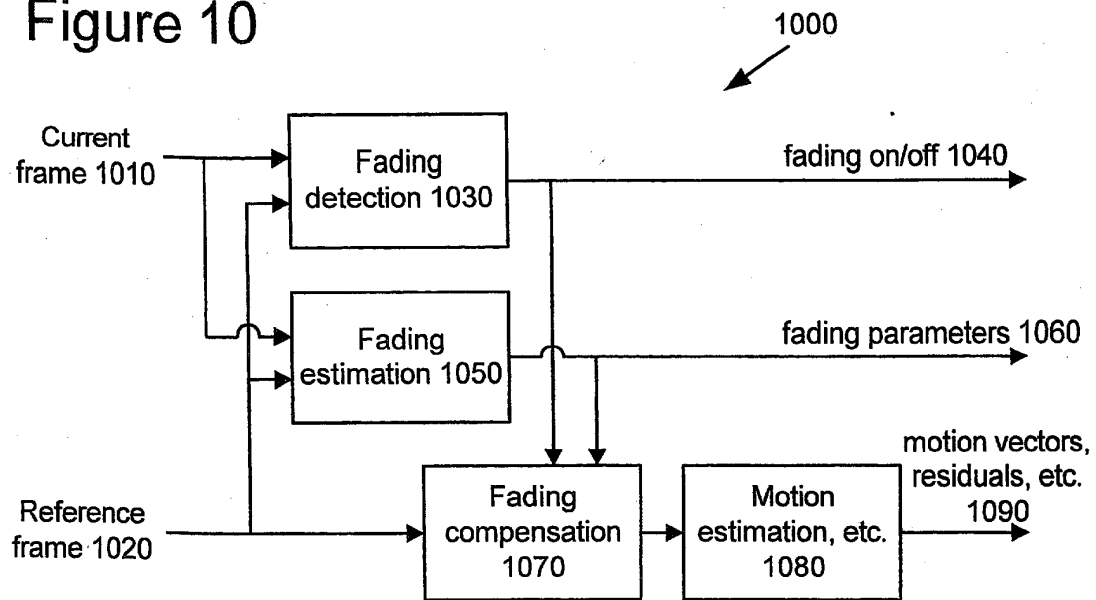 Figure 10
1000
Current
frame 1010
Fading
detection 1030
fading on/off 1040
Fading
estimation 1050
fading parameters 1060
Reference
frame 1020
Fading
compensation
1070
Motion
estimation, etc.
1080
motion vectors,
residuals, etc.
1090